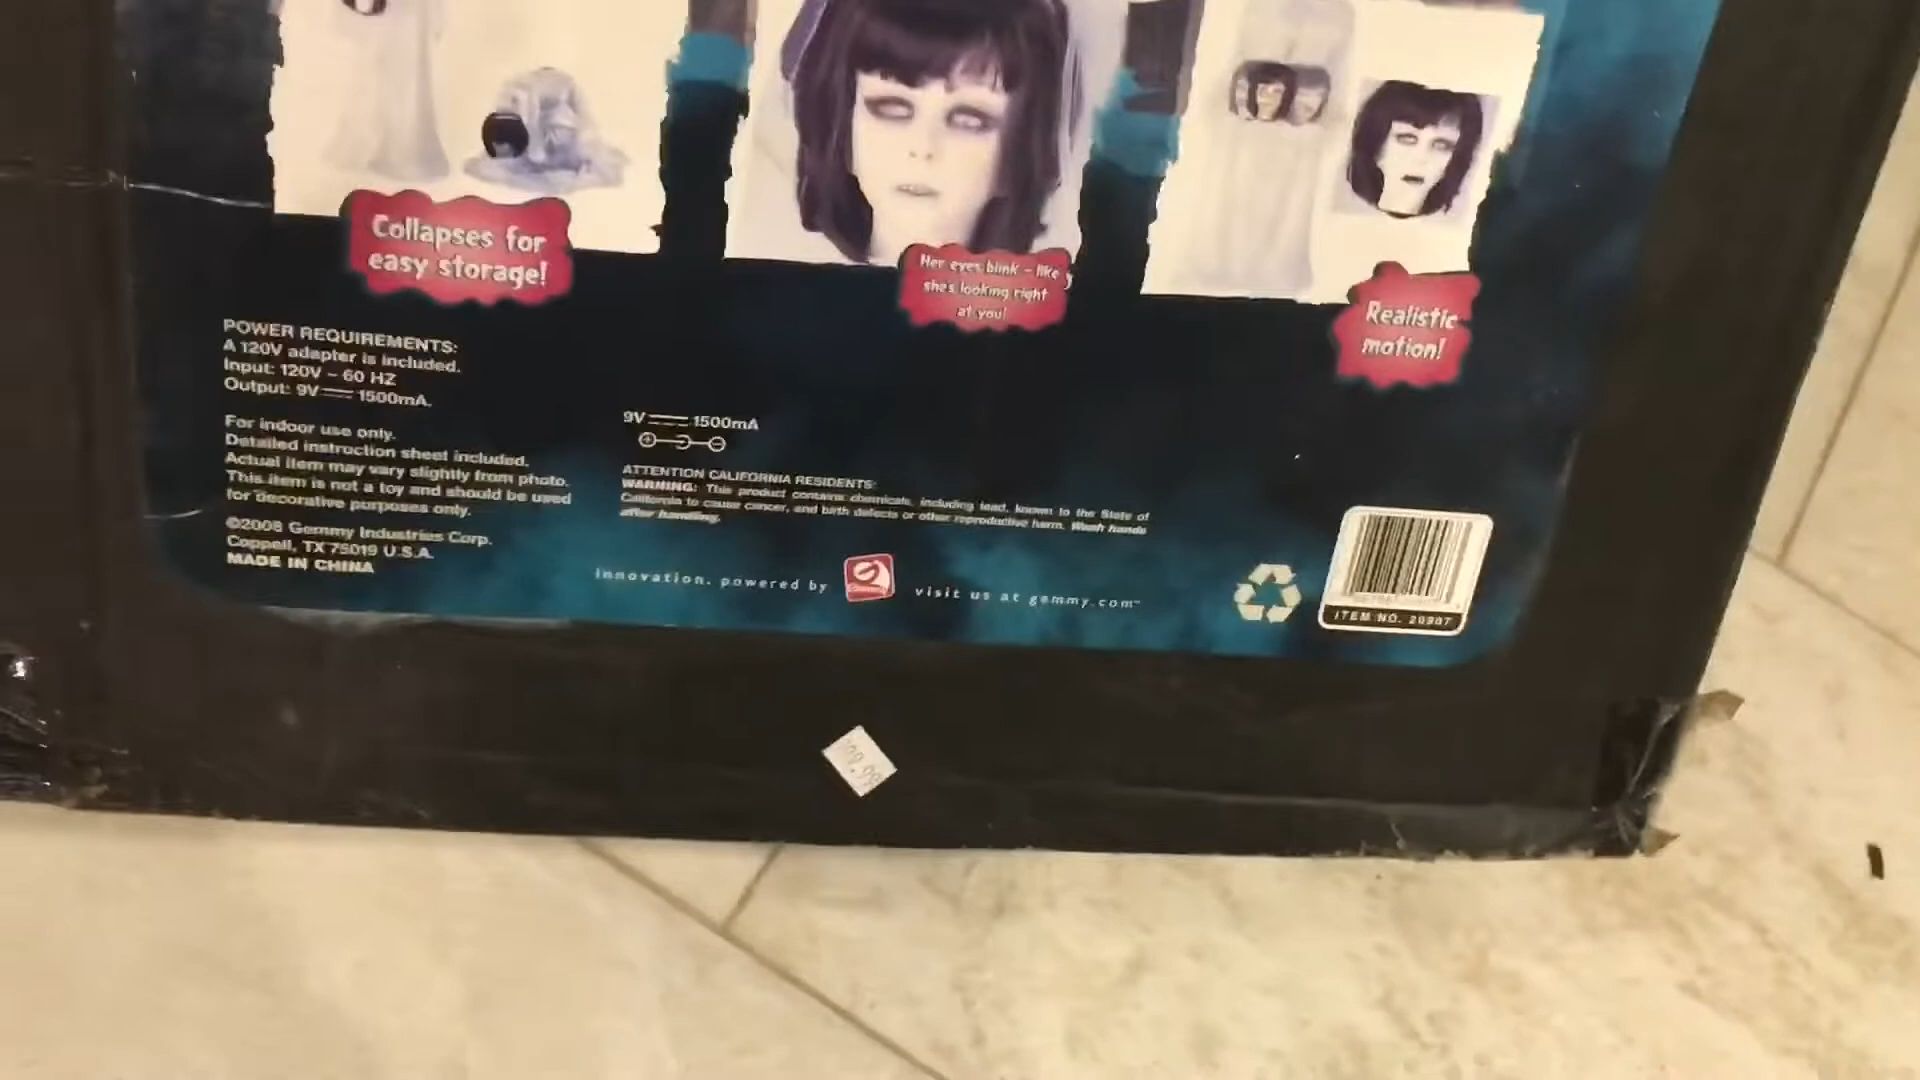 Collapses for
easy storage!
Her eyes blink – like
she's looking right
at you!
Realistic
motion!
POWER REQUIREMENTS:
A 120V adapter is included.
Input: 120V ~ 60 HZ
Output: 9V 1500mA.
For indoor use only.
Detailed instruction sheet included.
Actual item may vary slightly from photo.
This item is not a toy and should be used
for decorative purposes only.
©2008 Gemmy Industries Corp.
Coppell, TX 75019 U.S.A.
MADE IN CHINA
9V 1500mA
ATTENTION CALIFORNIA RESIDENTS:
WARNING: This product contains chemicals, including lead, known to the State of
California to cause cancer, and birth defects or other reproductive harm. Wash hands
after handling.
innovation. powered by
Gemmy
visit us at gemmy.com™
ITEM NO. 28907